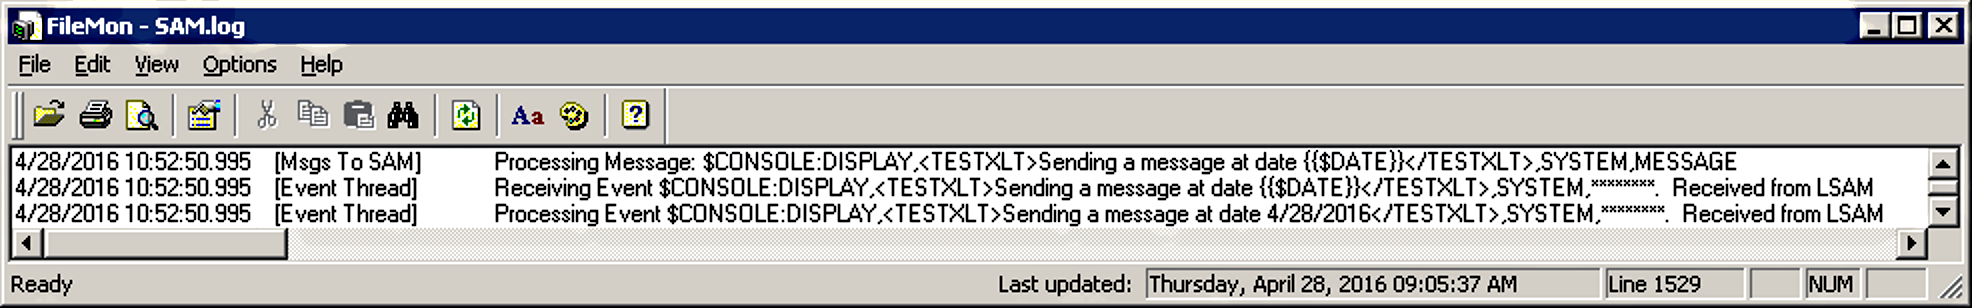 FileMon - SAM.log
File Edit View Options Help
Aa ?
4/28/2016 10:52:50.995 [Msgs To SAM] Processing Message: $CONSOLE:DISPLAY,<TESTXLT>Sending a message at date {{$DATE}}</TESTXLT>,SYSTEM,MESSAGE
4/28/2016 10:52:50.995 [Event Thread] Receiving Event $CONSOLE:DISPLAY,<TESTXLT>Sending a message at date {{$DATE}}</TESTXLT>,SYSTEM,********. Received from LSAM
4/28/2016 10:52:50.995 [Event Thread] Processing Event $CONSOLE:DISPLAY,<TESTXLT>Sending a message at date 4/28/2016</TESTXLT>,SYSTEM,********. Received from LSAM
Ready Last updated: Thursday, April 28, 2016 09:05:37 AM Line 1529 NUM